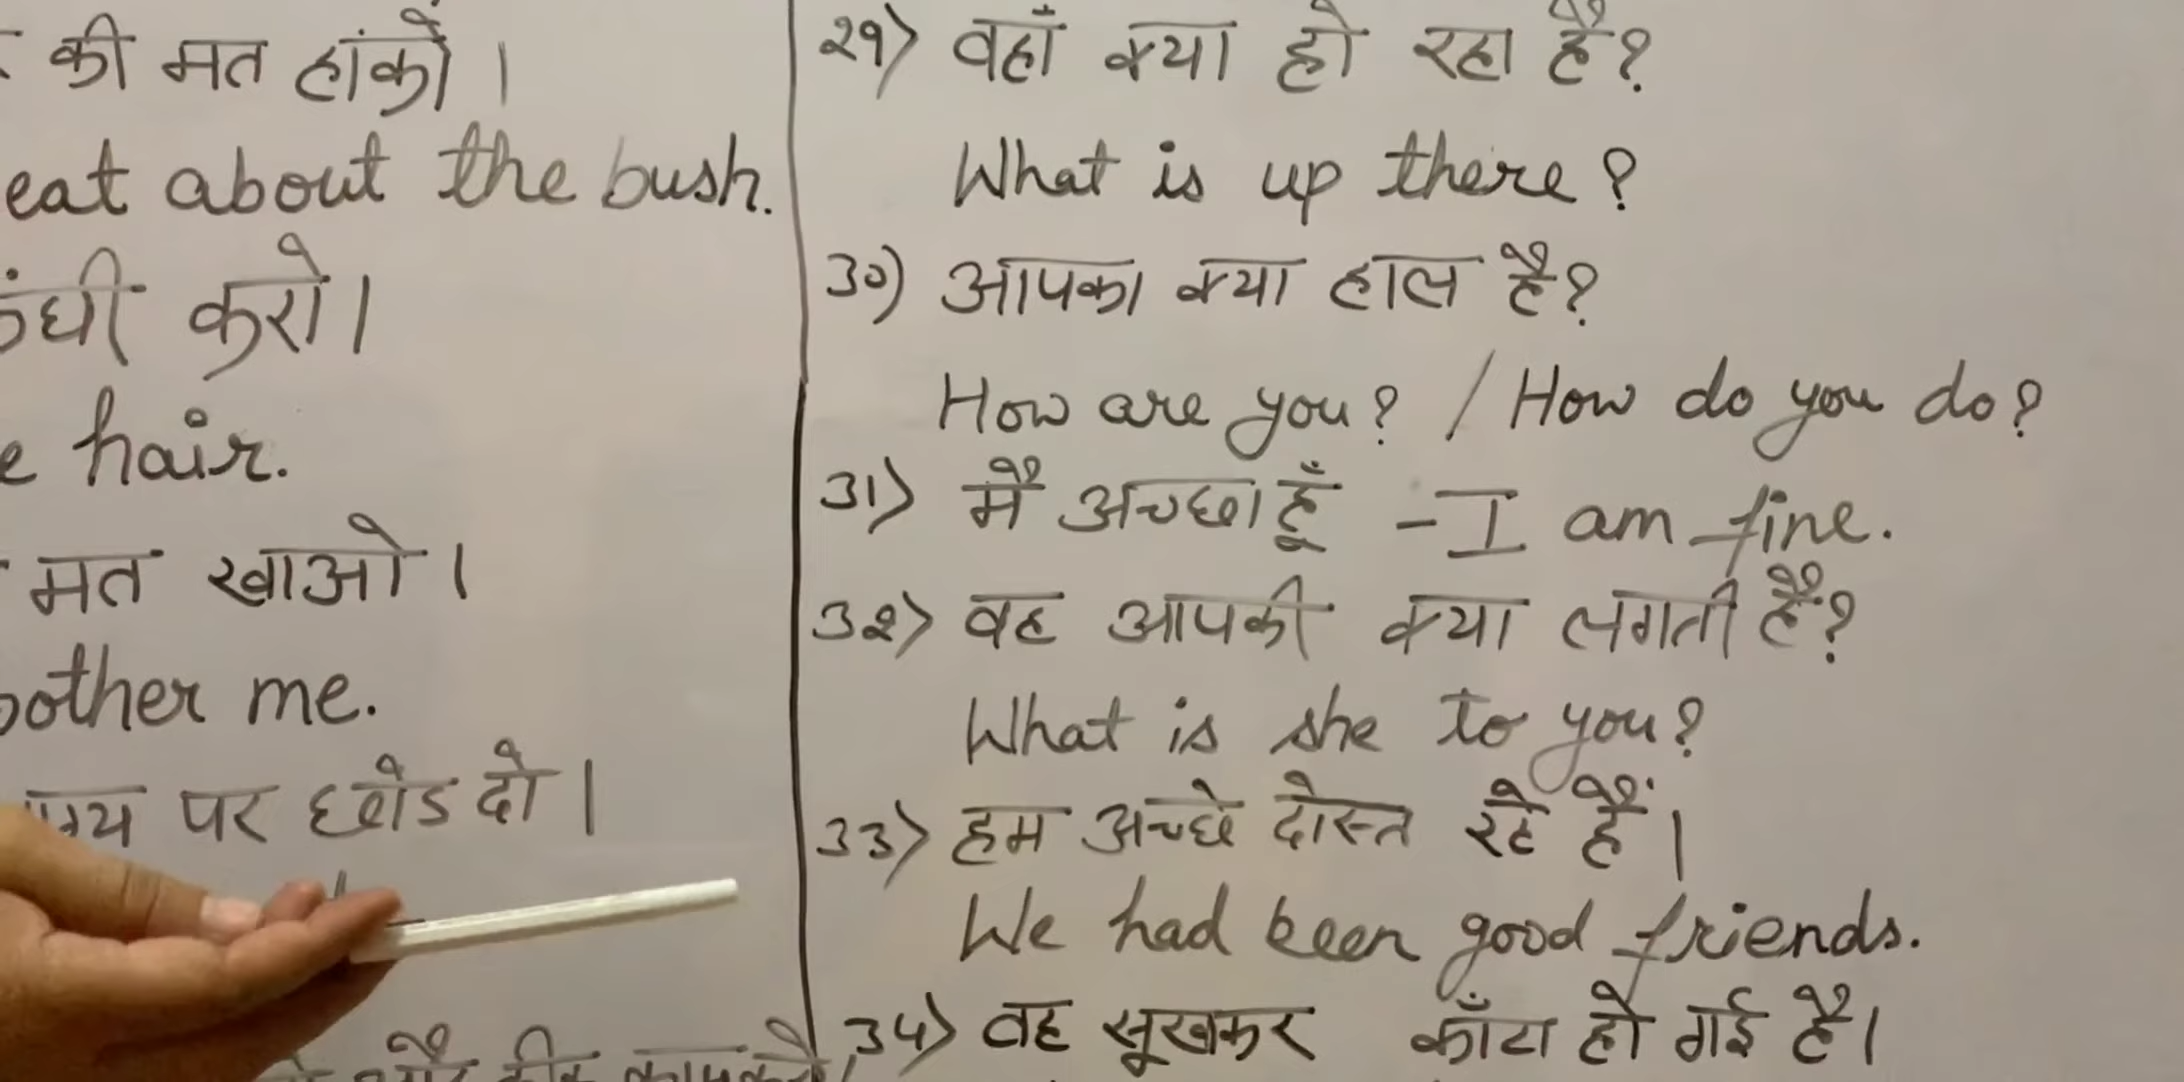 की मत हांको।
eat about the bush.
करो।
hair.
मत खाओ।
other me.
पर छोड दो।
29) वहाँ क्या हो रहा है?
What is up there?
30) आपका क्या हाल है?
How are you? / How do you do?
31) मैं अच्छा हूँ - I am fine.
32) वह आपकी क्या लगती है?
What is she to you?
33) हम अच्छे दोस्त रहे हैं।
We had been good friends.
34) वह सूखकर काँटा हो गई है।